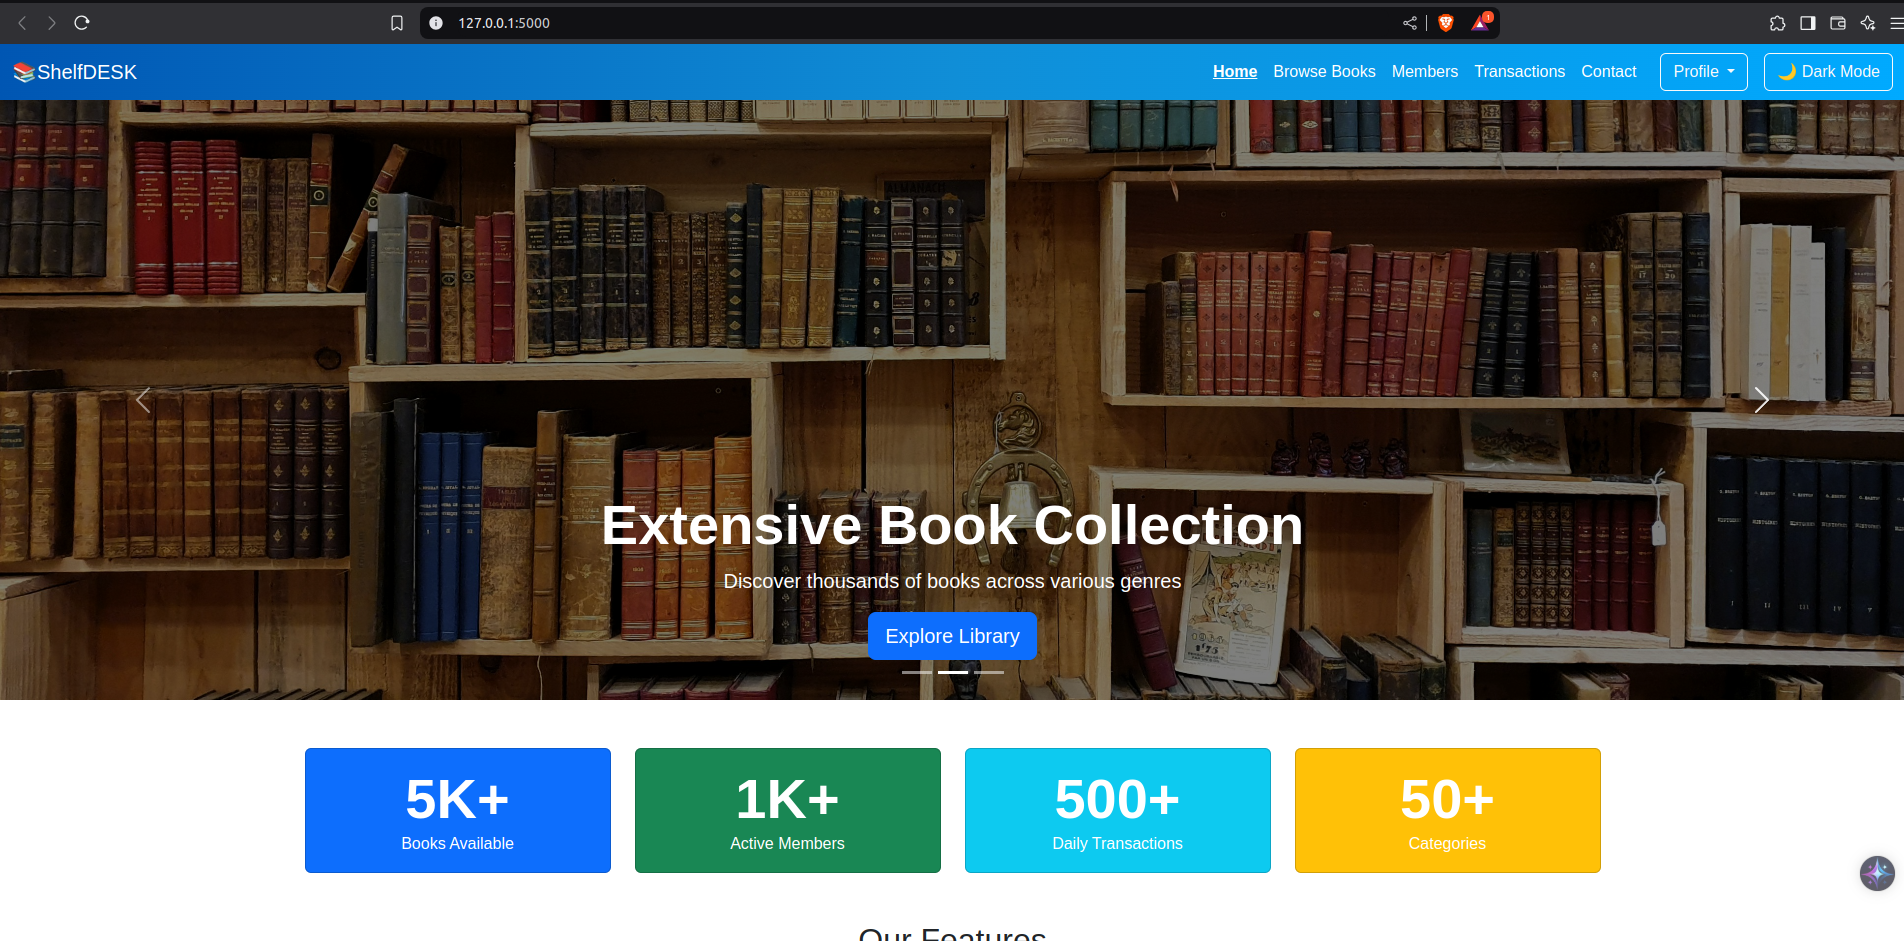 127.0.0.1:5000
1
ShelfDESK
Home Browse Books Members Transactions Contact Profile Dark Mode
ALMANACH
Extensive Book Collection
Discover thousands of books across various genres
Explore Library
5K+
Books Available
1K+
Active Members
500+
Daily Transactions
50+
Categories
Our Features